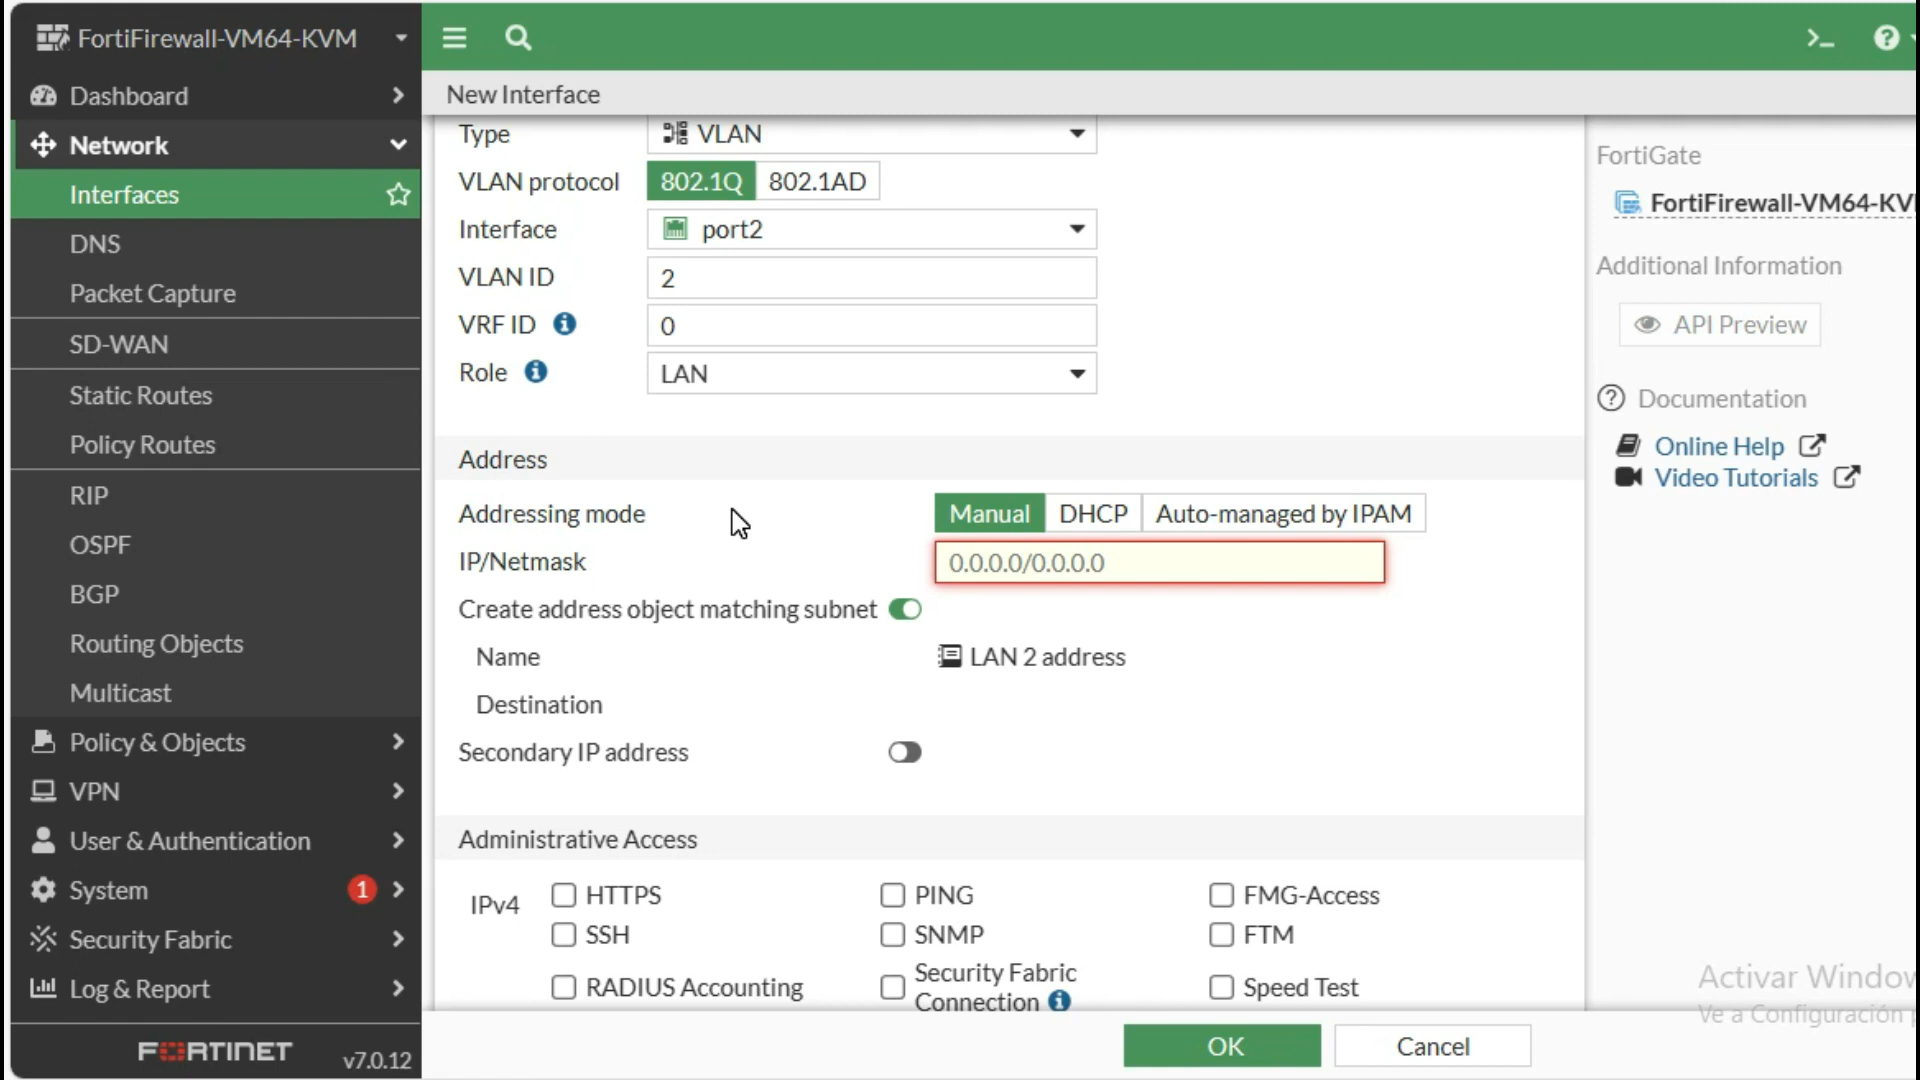 FortiFirewall-VM64-KVM
Dashboard
New Interface
Network
Type
VLAN
Interfaces
VLAN protocol
802.1Q
802.1AD
FortiGate
FortiFirewall-VM64-KV
DNS
Interface
port2
Packet Capture
VLAN ID
2
Additional Information
SD-WAN
VRF ID
0
API Preview
Static Routes
Role
LAN
Documentation
Policy Routes
Address
Online Help
Video Tutorials
RIP
Addressing mode
Manual
DHCP
Auto-managed by IPAM
OSPF
IP/Netmask
0.0.0.0/0.0.0.0
BGP
Create address object matching subnet
Routing Objects
Name
LAN 2 address
Multicast
Destination
Policy & Objects
Secondary IP address
VPN
User & Authentication
Administrative Access
System
1
IPv4
HTTPS
PING
FMG-Access
Security Fabric
SSH
SNMP
FTM
Log & Report
RADIUS Accounting
Security Fabric
Connection
Speed Test
Activar Window
Ve a Configuración
FORTINET
v7.0.12
OK
Cancel